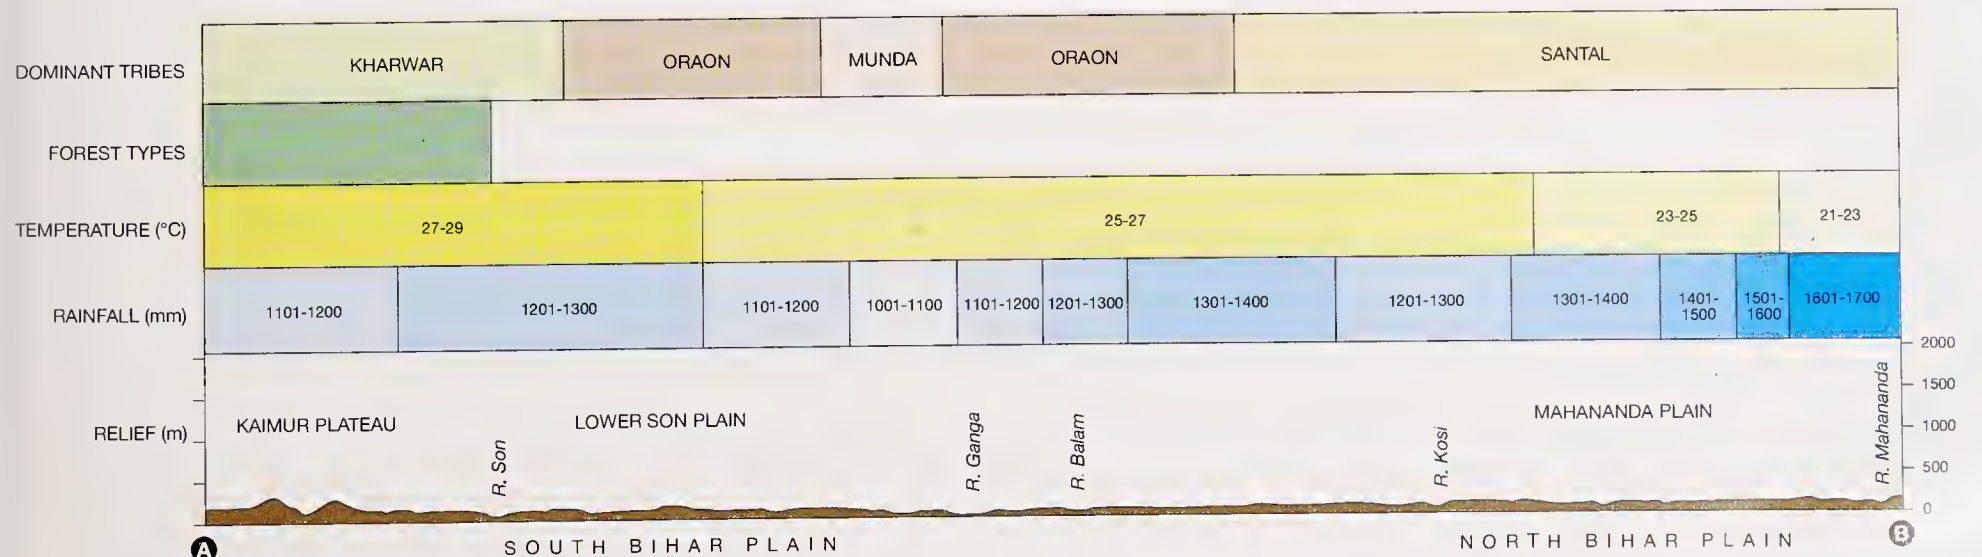 DOMINANT TRIBES
KHARWAR
ORAON
MUNDA
ORAON
SANTAL
FOREST TYPES
TEMPERATURE (°C)
27-29
25-27
23-25
21-23
RAINFALL (mm)
1101-1200
1201-1300
1101-1200
1001-1100
1101-1200
1201-1300
1301-1400
1201-1300
1301-1400
1401-
1500
1501-
1600
1601-1700
RELIEF (m)
KAIMUR PLATEAU
R. Son
LOWER SON PLAIN
R. Ganga
R. Balam
R. Kosi
MAHANANDA PLAIN
R. Mahananda
2000
1500
1000
500
0
A
SOUTH BIHAR PLAIN
NORTH BIHAR PLAIN
B